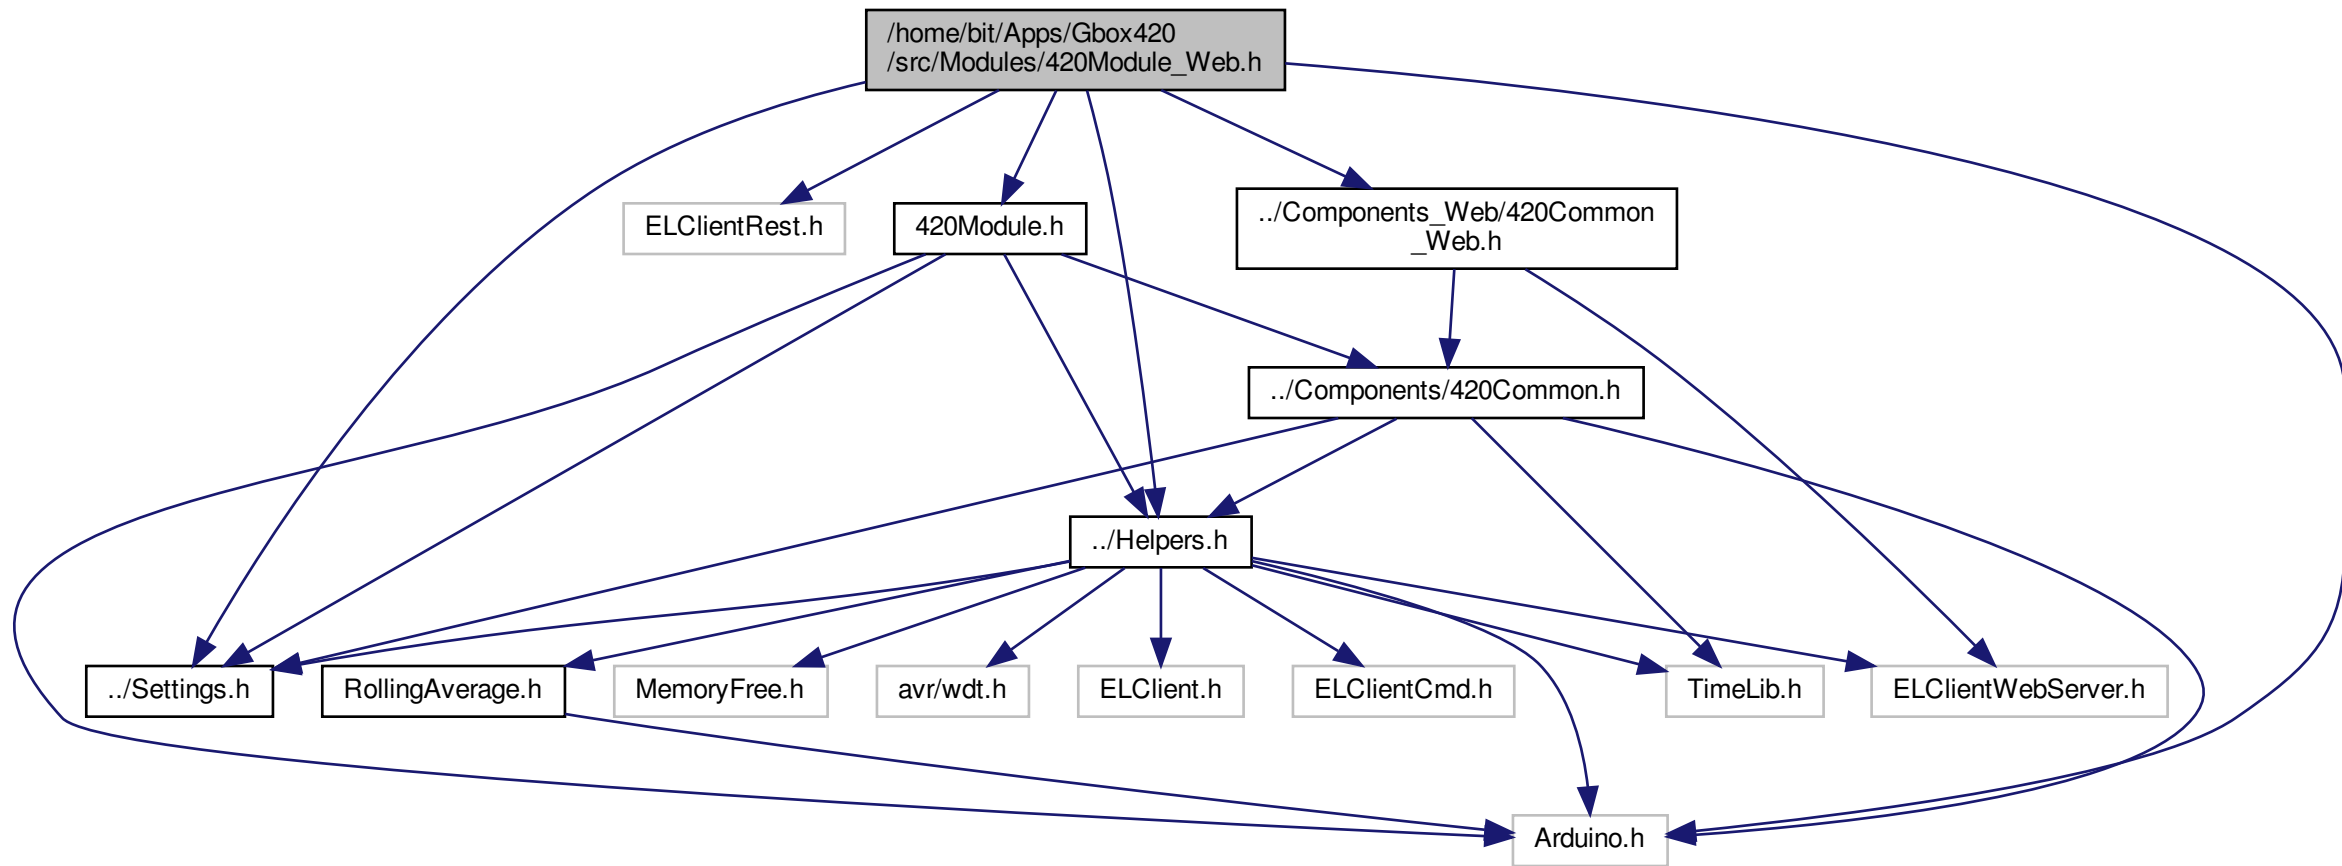 /home/bit/Apps/Gbox420
/src/Modules/420Module_Web.h
ELClientRest.h
420Module.h
../Components_Web/420Common
_Web.h
../Components/420Common.h
../Helpers.h
../Settings.h
RollingAverage.h
MemoryFree.h
avr/wdt.h
ELClient.h
ELClientCmd.h
TimeLib.h
ELClientWebServer.h
Arduino.h